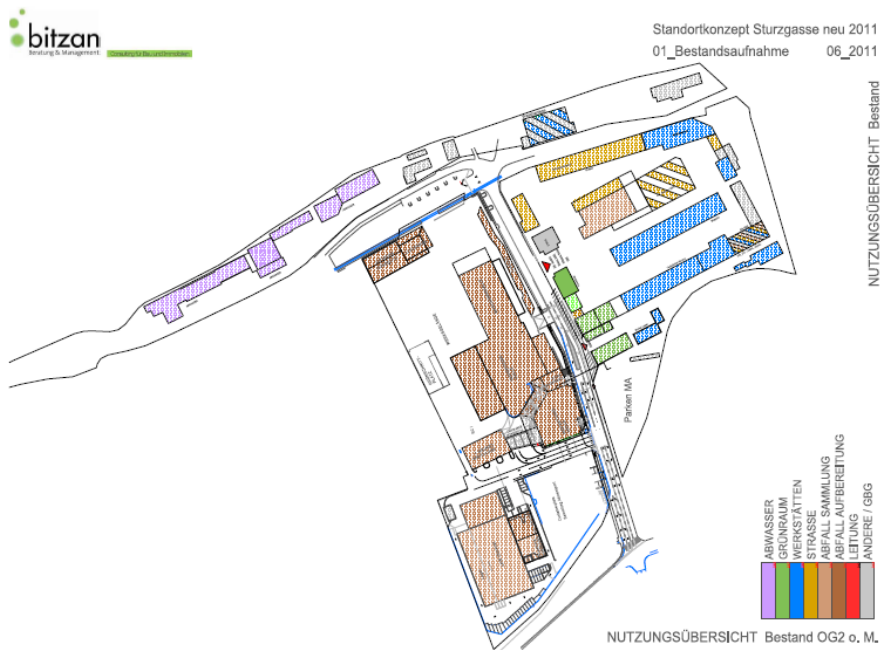 bitzan
Beratung & Management
Consulting für Bau und Immobilien
Standortkonzept Sturzgasse neu 2011
01_Bestandsaufnahme 06_2011
NUTZUNGSÜBERSICHT Bestand
Parken MA
ABWASSER
GRÜNRAUM
WERKSTÄTTEN
STRASSE
ABFALL SAMMLUNG
ABFALL AUFBEREITUNG
LEITUNG
ANDERE / GBG
NUTZUNGSÜBERSICHT Bestand OG2 o. M.